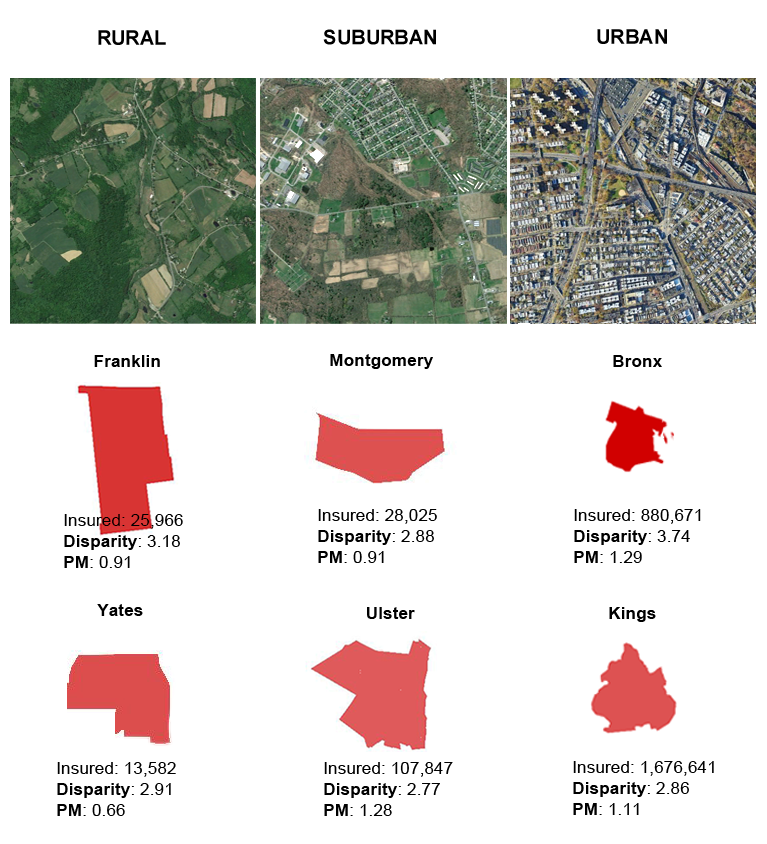 RURAL
SUBURBAN
URBAN
Franklin
Montgomery
Bronx
Insured: 25,966
Disparity: 3.18
PM: 0.91
Insured: 28,025
Disparity: 2.88
PM: 0.91
Insured: 880,671
Disparity: 3.74
PM: 1.29
Yates
Ulster
Kings
Insured: 13,582
Disparity: 2.91
PM: 0.66
Insured: 107,847
Disparity: 2.77
PM: 1.28
Insured: 1,676,641
Disparity: 2.86
PM: 1.11